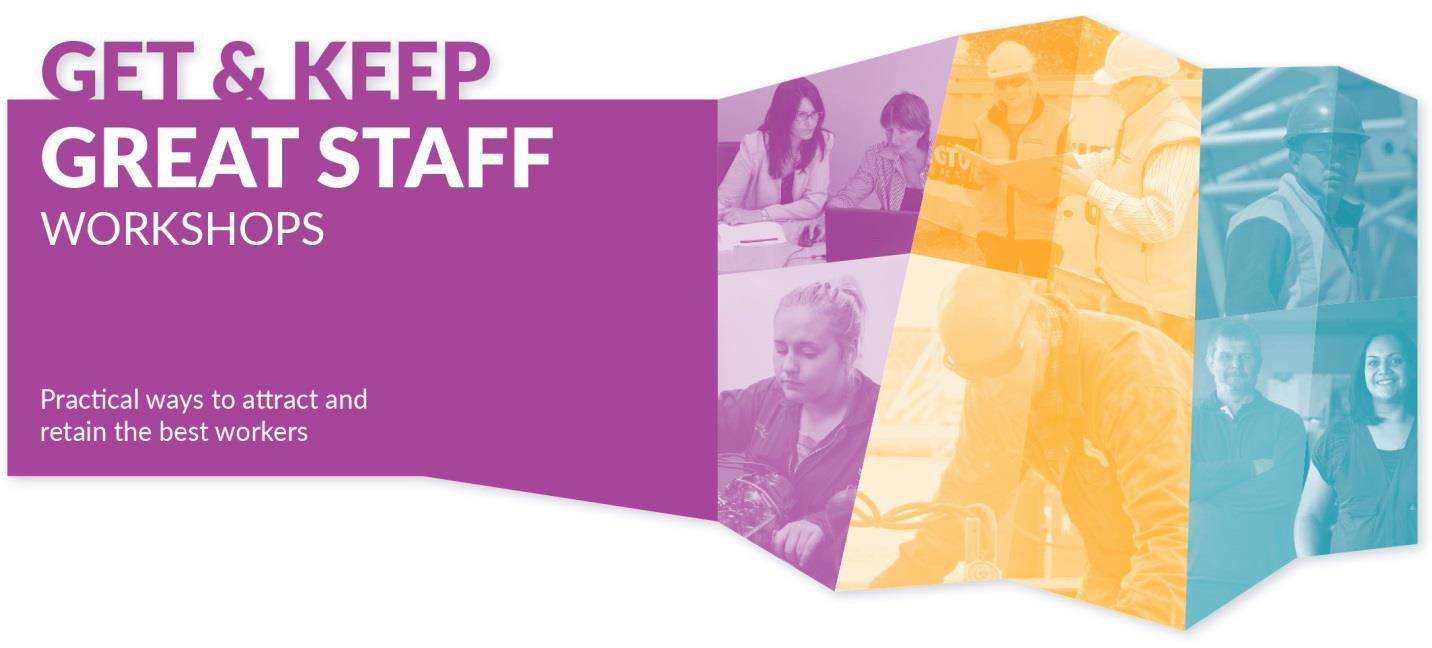 GET & KEEP
GREAT STAFF
WORKSHOPS
Practical ways to attract and
retain the best workers